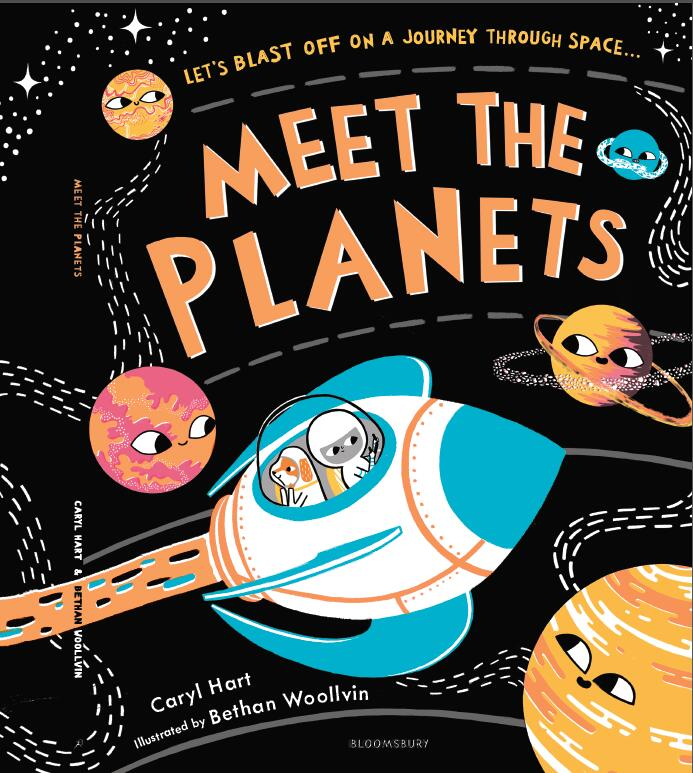 LET'S BLAST OFF ON A JOURNEY THROUGH SPACE...
MEET THE
PLANETS
MEET THE PLANETS
CARYL HART & BETHAN WOOLLVIN
Caryl Hart
Illustrated by Bethan Woollvin
BLOOMSBURY